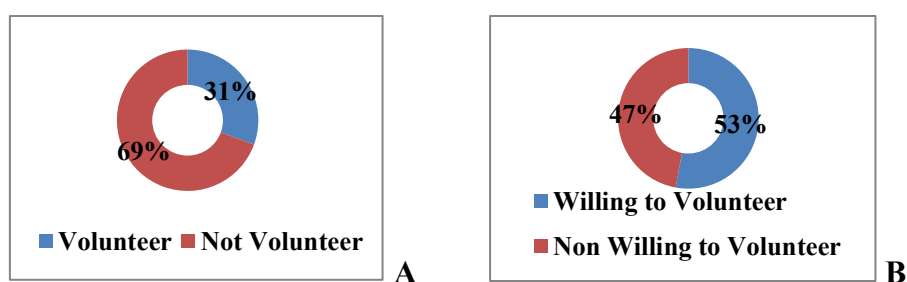 31%
69%
Volunteer Not Volunteer
A
47%
53%
Willing to Volunteer
Non Willing to Volunteer
B